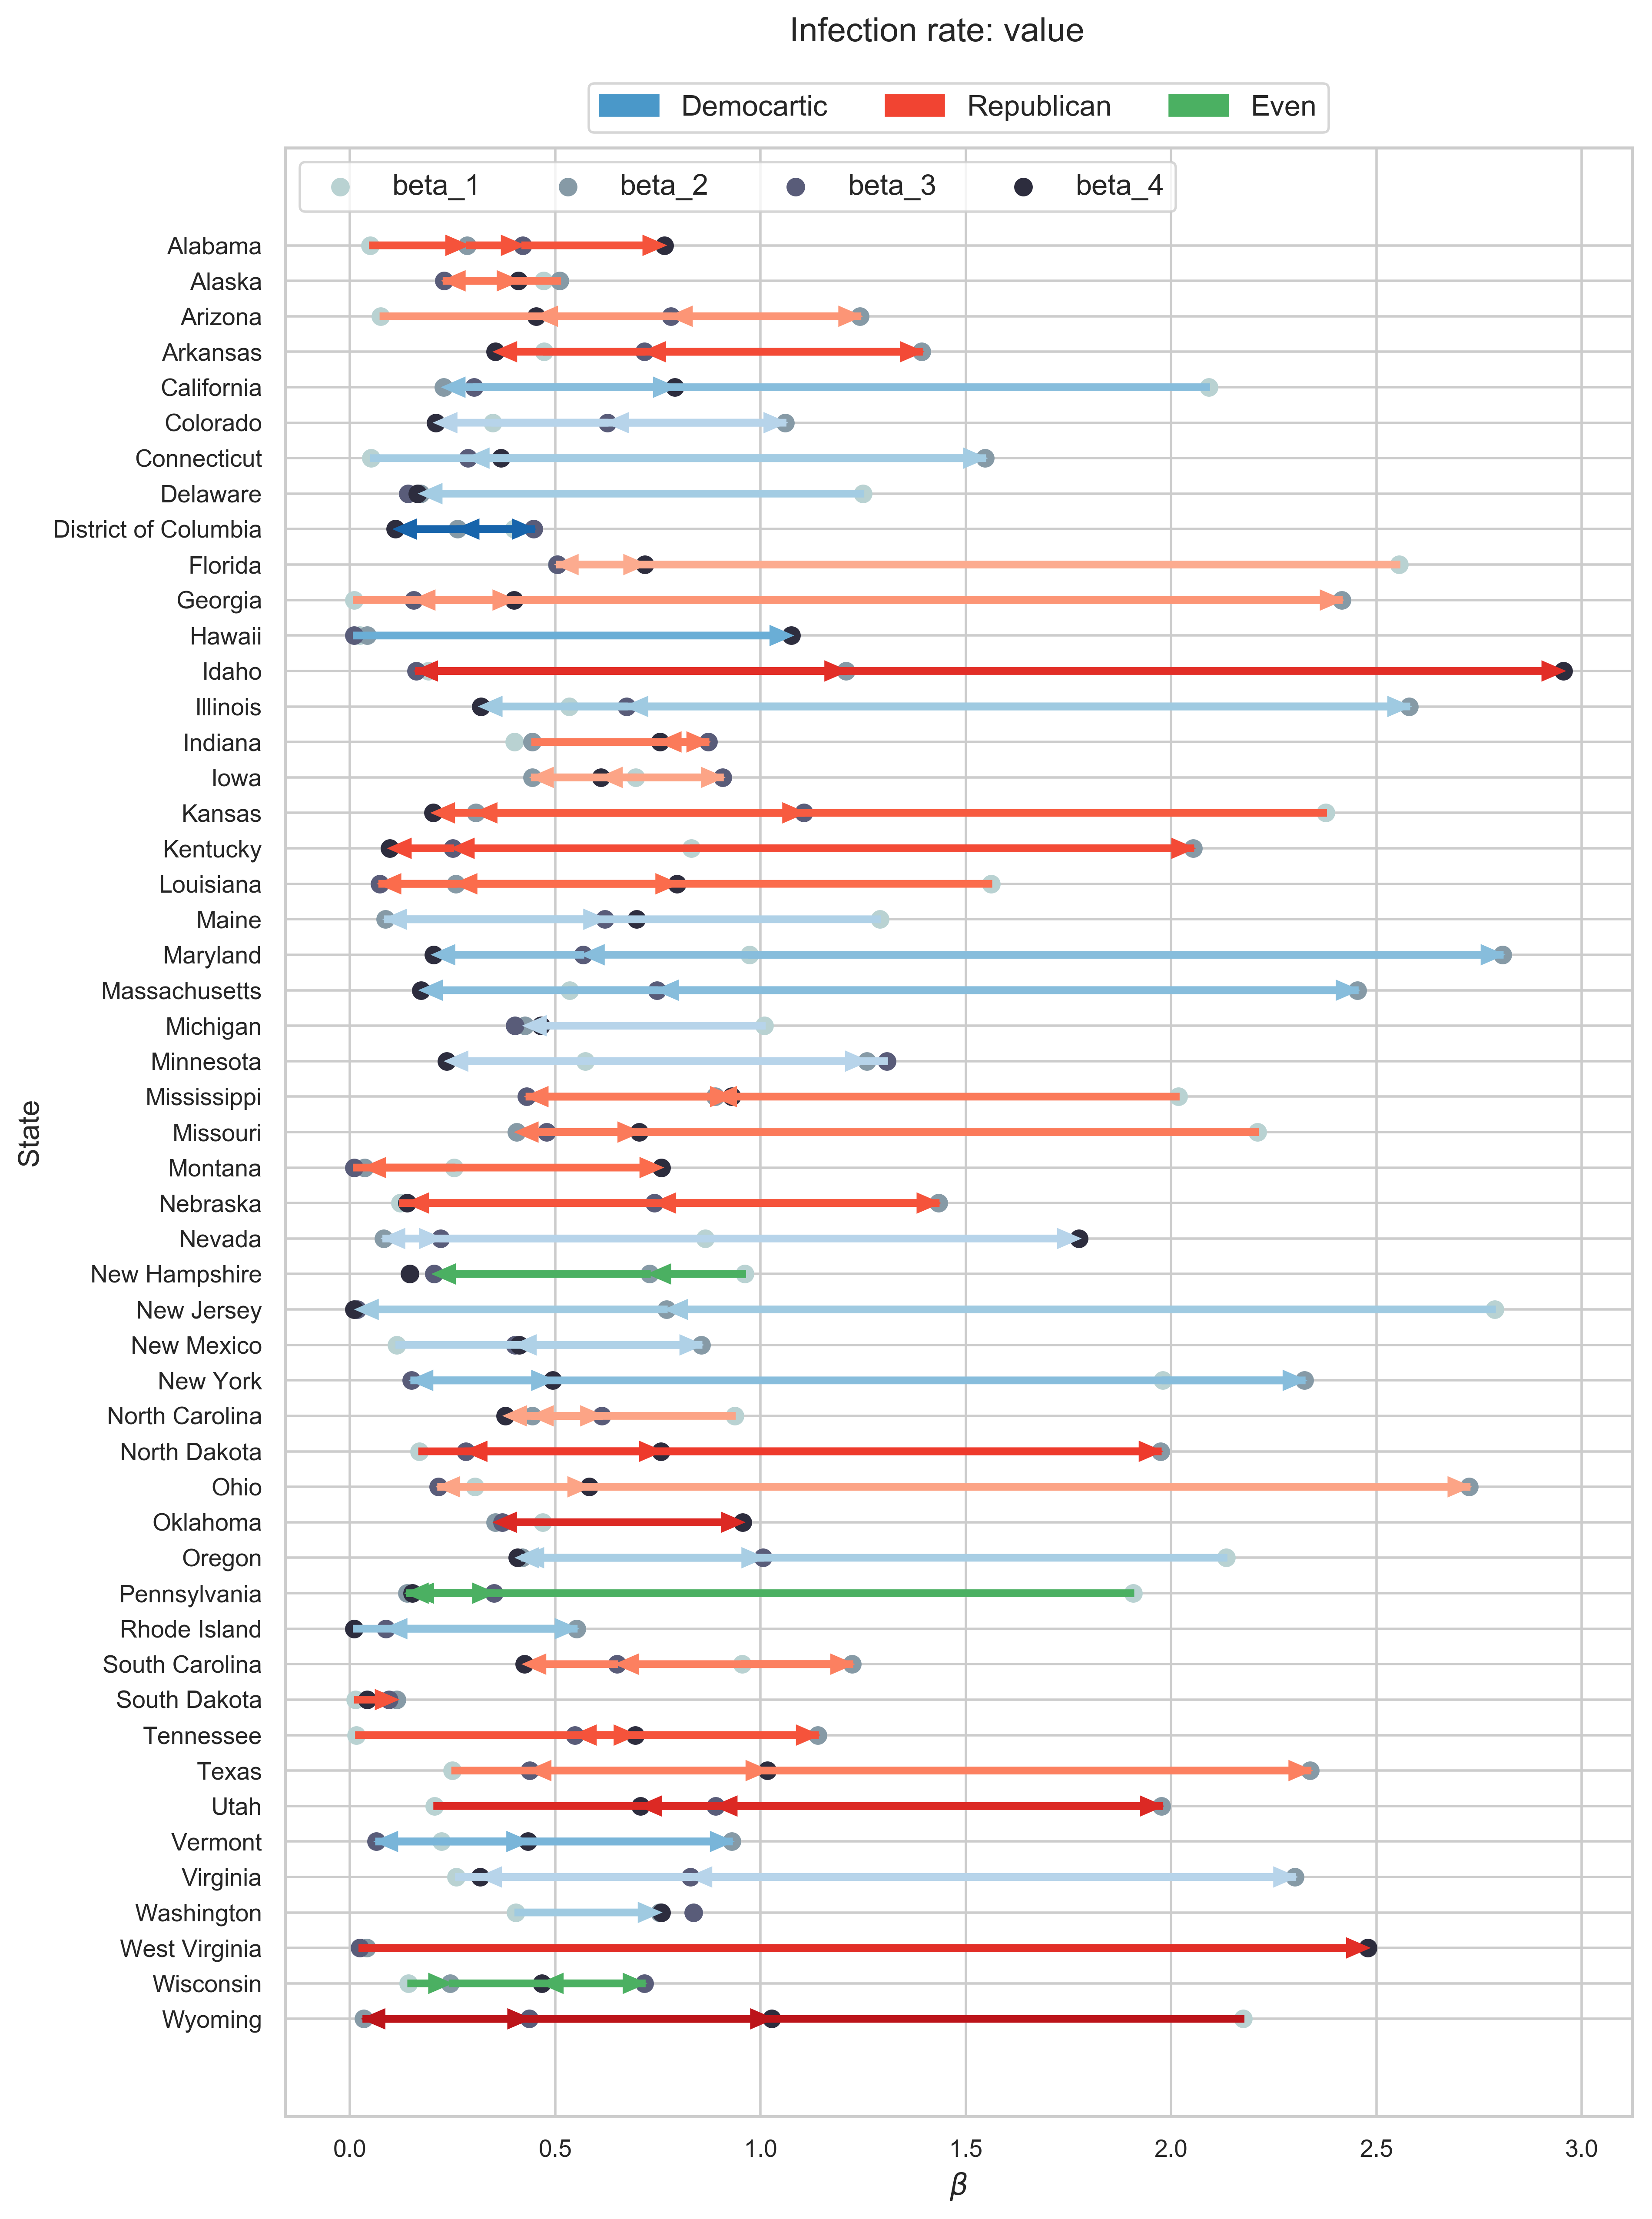 Infection rate: value
Democartic Republican Even
beta_1 beta_2 beta_3 beta_4
Alabama
Alaska
Arizona
Arkansas
California
Colorado
Connecticut
Delaware
District of Columbia
Florida
Georgia
Hawaii
Idaho
Illinois
Indiana
Iowa
Kansas
Kentucky
Louisiana
Maine
Maryland
Massachusetts
Michigan
Minnesota
Mississippi
Missouri
Montana
Nebraska
Nevada
New Hampshire
New Jersey
New Mexico
New York
North Carolina
North Dakota
Ohio
Oklahoma
Oregon
Pennsylvania
Rhode Island
South Carolina
South Dakota
Tennessee
Texas
Utah
Vermont
Virginia
Washington
West Virginia
Wisconsin
Wyoming
State
0.0 0.5 1.0 1.5 2.0 2.5 3.0
β